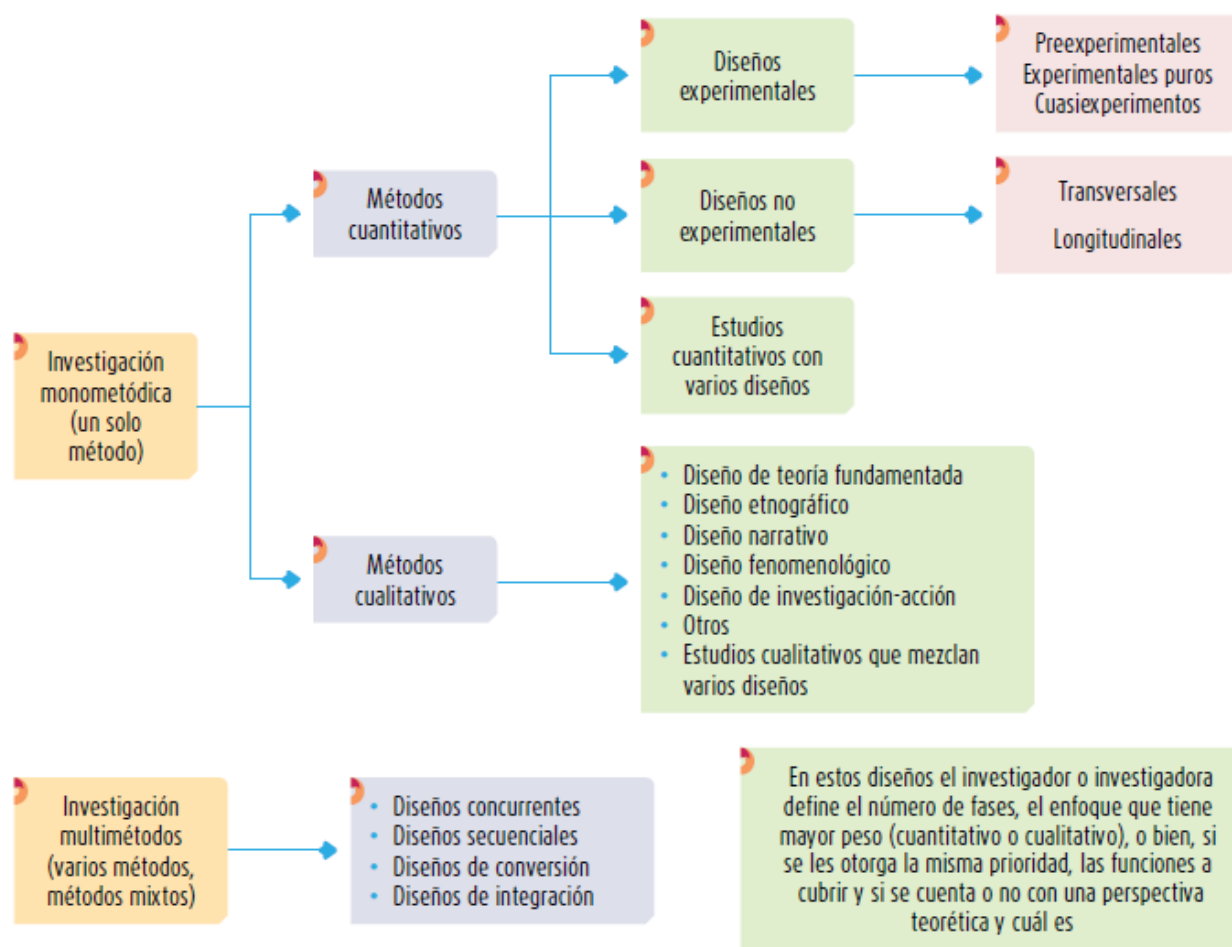 Diseños
experimentales
Preexperimentales
Experimentales puros
Cuasiexperimentos
Métodos
cuantitativos
Diseños no
experimentales
Transversales
Longitudinales
Estudios
cuantitativos con
varios diseños
Investigación
monometódica
(un solo
método)
Métodos
cualitativos
• Diseño de teoría fundamentada
• Diseño etnográfico
• Diseño narrativo
• Diseño fenomenológico
• Diseño de investigación-acción
• Otros
• Estudios cualitativos que mezclan
varios diseños
Investigación
multimétodos
(varios métodos,
métodos mixtos)
• Diseños concurrentes
• Diseños secuenciales
• Diseños de conversión
• Diseños de integración
En estos diseños el investigador o investigadora
define el número de fases, el enfoque que tiene
mayor peso (cuantitativo o cualitativo), o bien, si
se les otorga la misma prioridad, las funciones a
cubrir y si se cuenta o no con una perspectiva
teorética y cuál es